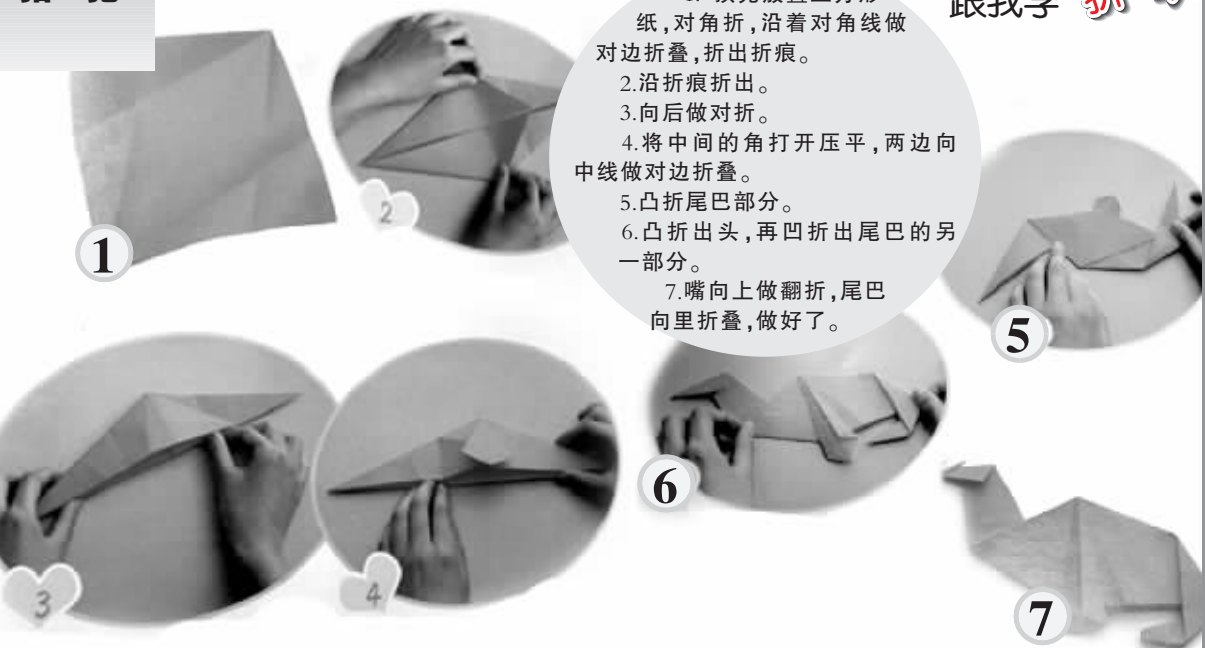 跟我学 折
纸,对角折,沿着对角线做
对边折叠,折出折痕。
2.沿折痕折出。
3.向后做对折。
4.将中间的角打开压平,两边向
中线做对边折叠。
5.凸折尾巴部分。
6.凸折出头,再凹折出尾巴的另
一部分。
7.嘴向上做翻折,尾巴
向里折叠,做好了。
1
2
3
4
5
6
7